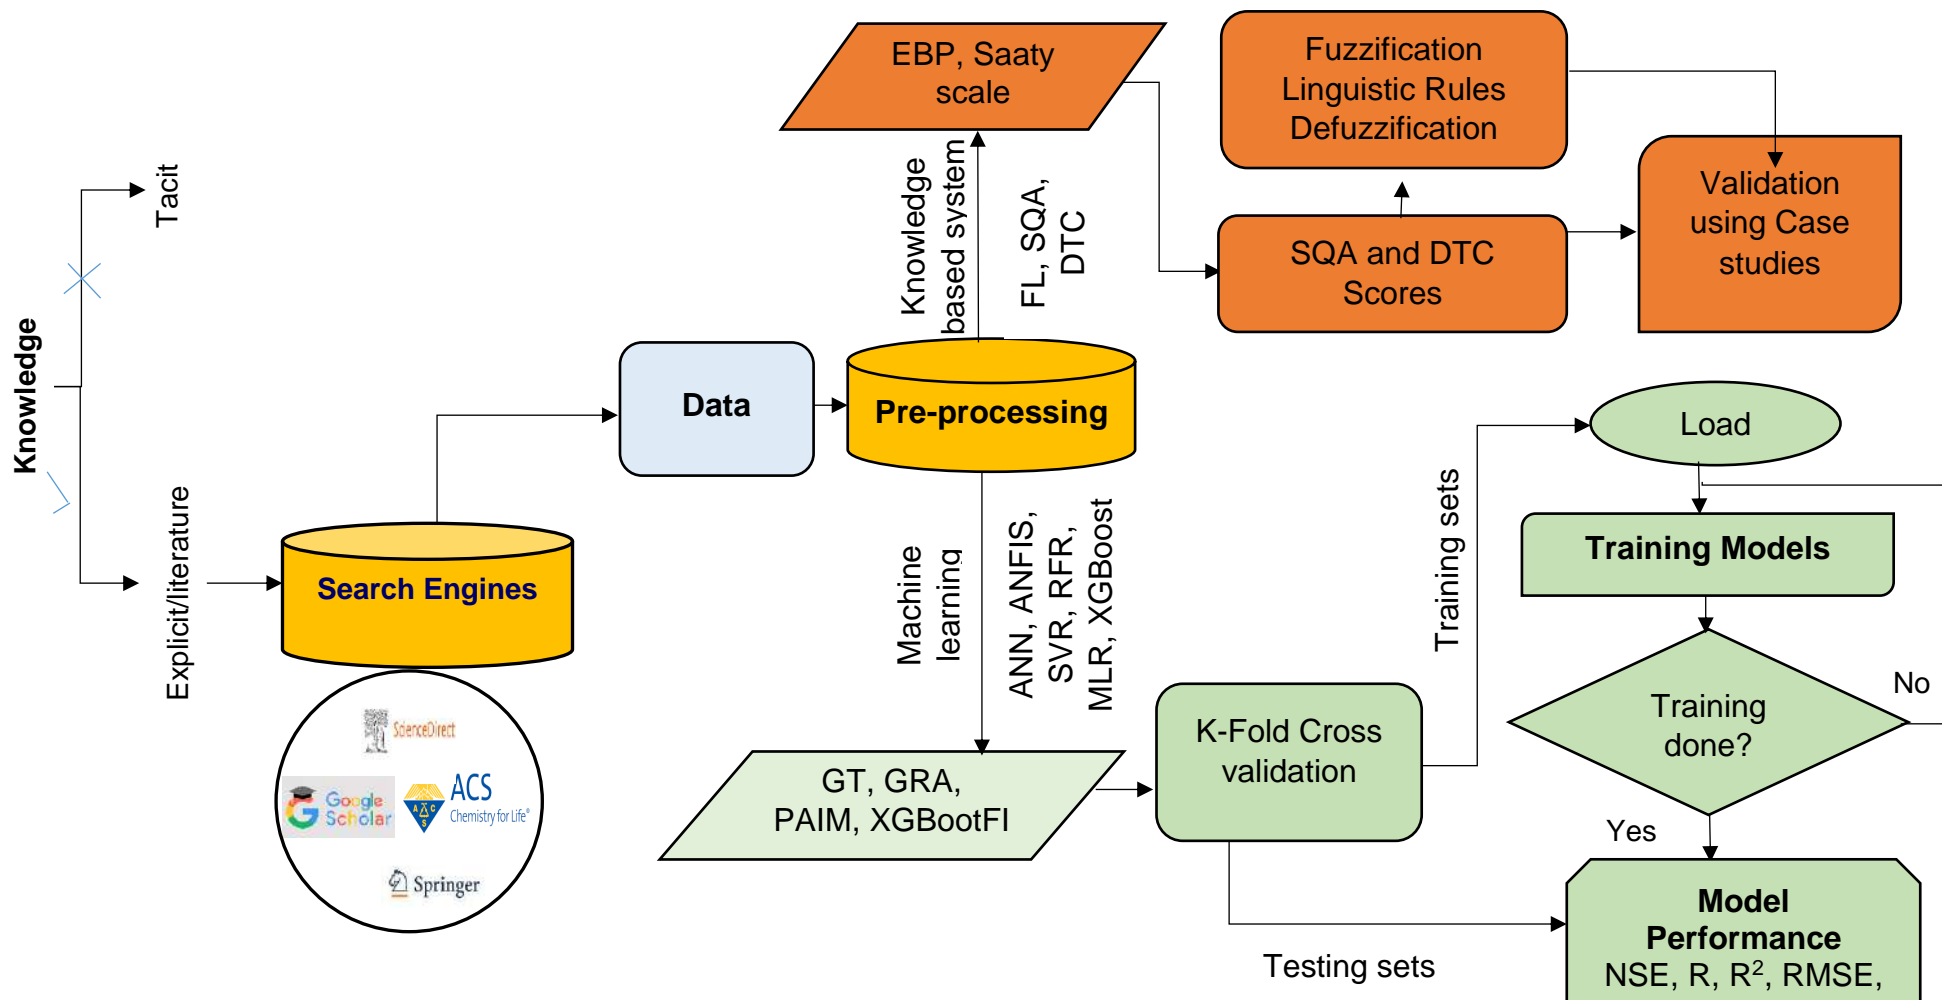 Knowledge
Tacit
Explicit/literature
Search Engines
ScienceDirect
Google
Scholar
A C S
ACS
Chemistry for Life®
Springer
Data
Pre-processing
Knowledge
based system
FL, SQA,
DTC
EBP, Saaty
scale
Fuzzification
Linguistic Rules
Defuzzification
SQA and DTC
Scores
Validation
using Case
studies
Machine
learning
ANN, ANFIS,
SVR, RFR,
MLR, XGBoost
GT, GRA,
PAIM, XGBootFI
K-Fold Cross
validation
Training sets
Testing sets
Load
Training Models
Training
done?
No
Yes
Model
Performance
NSE, R, R², RMSE,